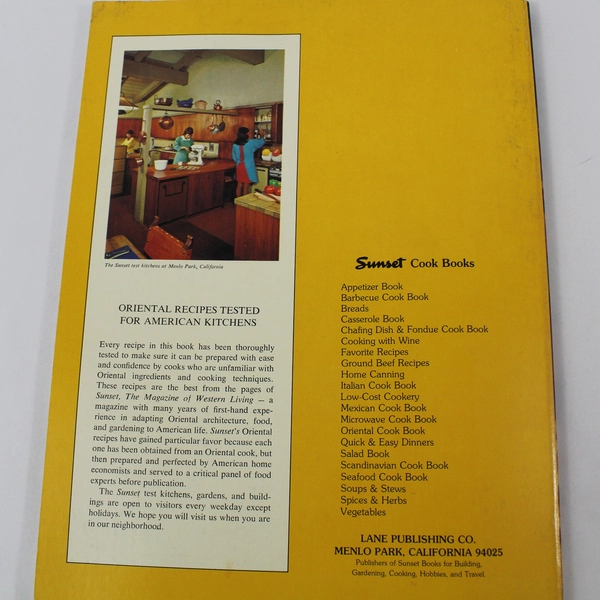 The Sunset test kitchens at Menlo Park, California
ORIENTAL RECIPES TESTED
FOR AMERICAN KITCHENS
Every recipe in this book has been thoroughly
tested to make sure it can be prepared with ease
and confidence by cooks who are unfamiliar with
Oriental ingredients and cooking techniques.
These recipes are the best from the pages of
Sunset, The Magazine of Western Living — a
magazine with many years of first-hand expe-
rience in adapting Oriental architecture, food,
and gardening to American life. Sunset's Oriental
recipes have gained particular favor because each
one has been obtained from an Oriental cook, but
then prepared and perfected by American home
economists and served to a critical panel of food
experts before publication.
The Sunset test kitchens, gardens, and build-
ings are open to visitors every weekday except
holidays. We hope you will visit us when you are
in our neighborhood.
Sunset Cook Books
Appetizer Book
Barbecue Cook Book
Breads
Casserole Book
Chafing Dish & Fondue Cook Book
Cooking with Wine
Favorite Recipes
Ground Beef Recipes
Home Canning
Italian Cook Book
Low-Cost Cookery
Mexican Cook Book
Microwave Cook Book
Oriental Cook Book
Quick & Easy Dinners
Salad Book
Scandinavian Cook Book
Seafood Cook Book
Soups & Stews
Spices & Herbs
Vegetables
LANE PUBLISHING CO.
MENLO PARK, CALIFORNIA 94025
Publishers of Sunset Books for Building,
Gardening, Cooking, Hobbies, and Travel.